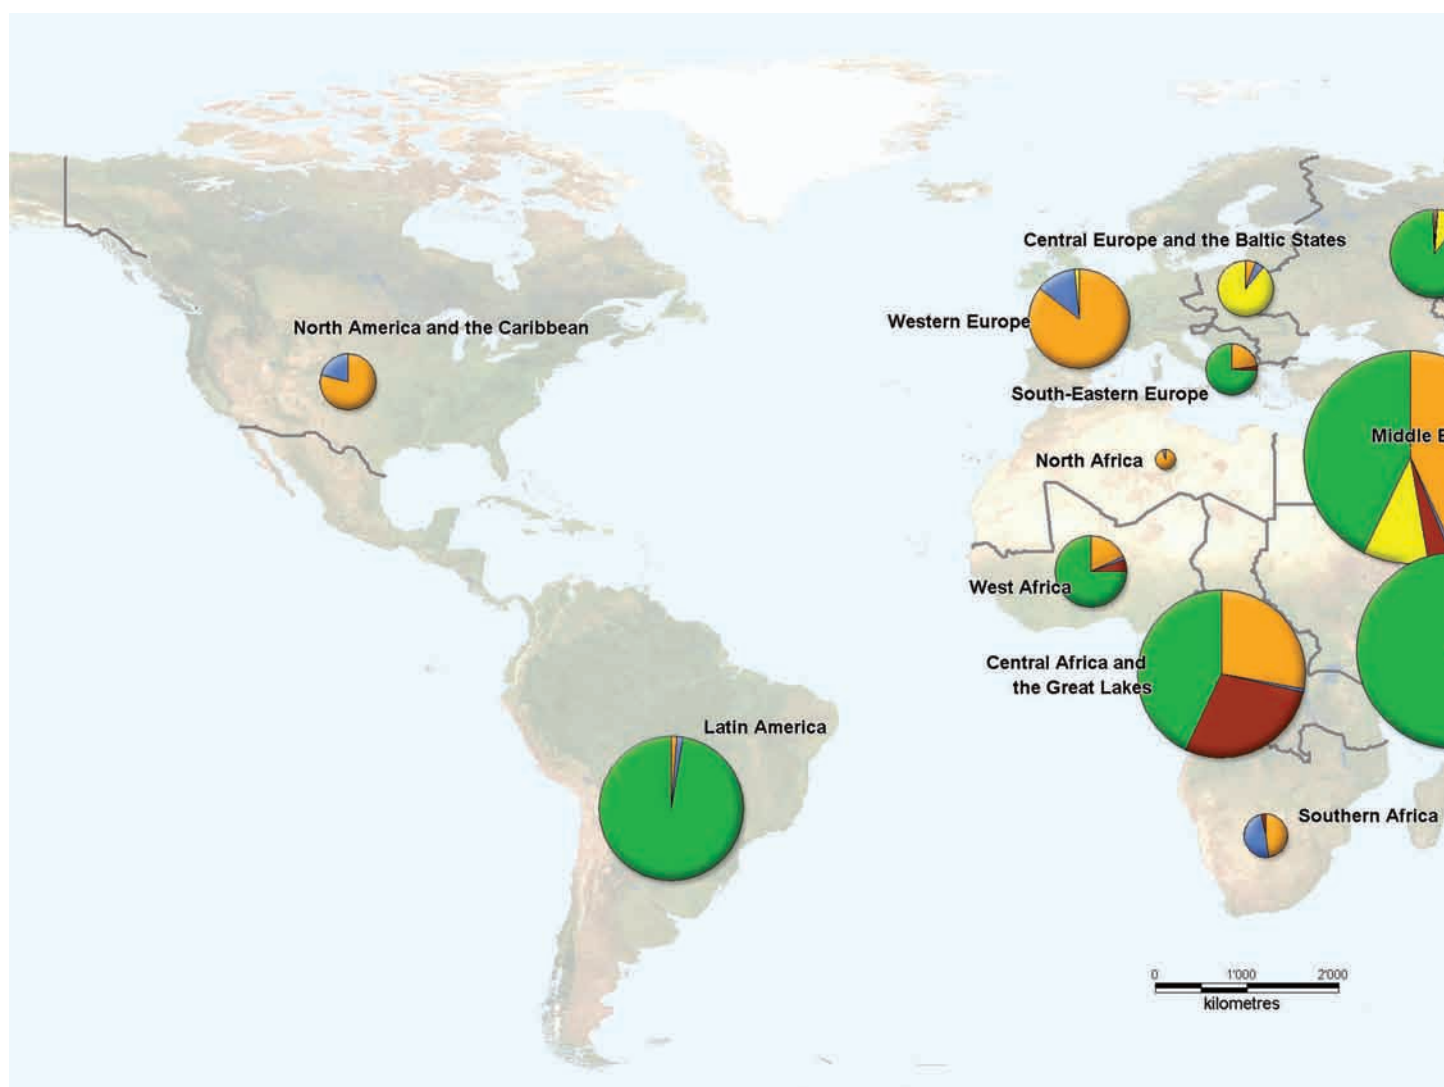 Central Europe and the Baltic States
Western Europe
North America and the Caribbean
South-Eastern Europe
Middle E
North Africa
West Africa
Central Africa and
the Great Lakes
Latin America
Southern Africa
0 1'000 2'000
kilometres